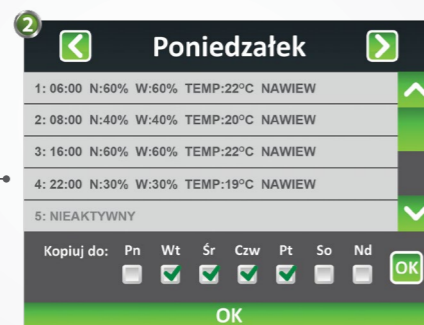 2
Poniedzałek
1: 06:00 N:60% W:60% TEMP:22°C NAWIEW
2: 08:00 N:40% W:40% TEMP:20°C NAWIEW
3: 16:00 N:60% W:60% TEMP:22°C NAWIEW
4: 22:00 N:30% W:30% TEMP:19°C NAWIEW
5: NIEAKTYWNY
Kopiuj do: Pn Wt Śr Czw Pt So Nd
OK
OK